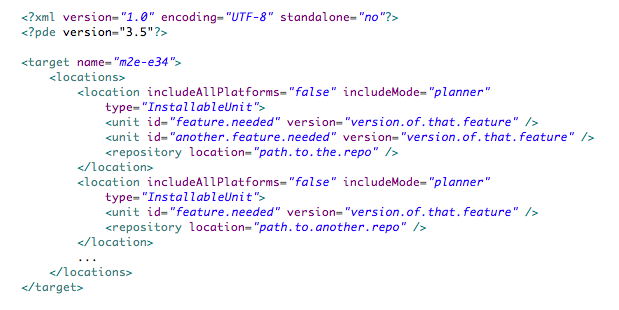 <?xml version="1.0" encoding="UTF-8" standalone="no"?>
<?pde version="3.5"?>
<target name="m2e-e34">
<locations>
<location includeAllPlatforms="false" includeMode="planner"
type="InstallableUnit">
<unit id="feature.needed" version="version.of.that.feature" />
<unit id="another.feature.needed" version="version.of.that.feature" />
<repository location="path.to.the.repo" />
</location>
<location includeAllPlatforms="false" includeMode="planner"
type="InstallableUnit">
<unit id="feature.needed" version="version.of.that.feature" />
<repository location="path.to.another.repo" />
</location>
...
</locations>
</target>